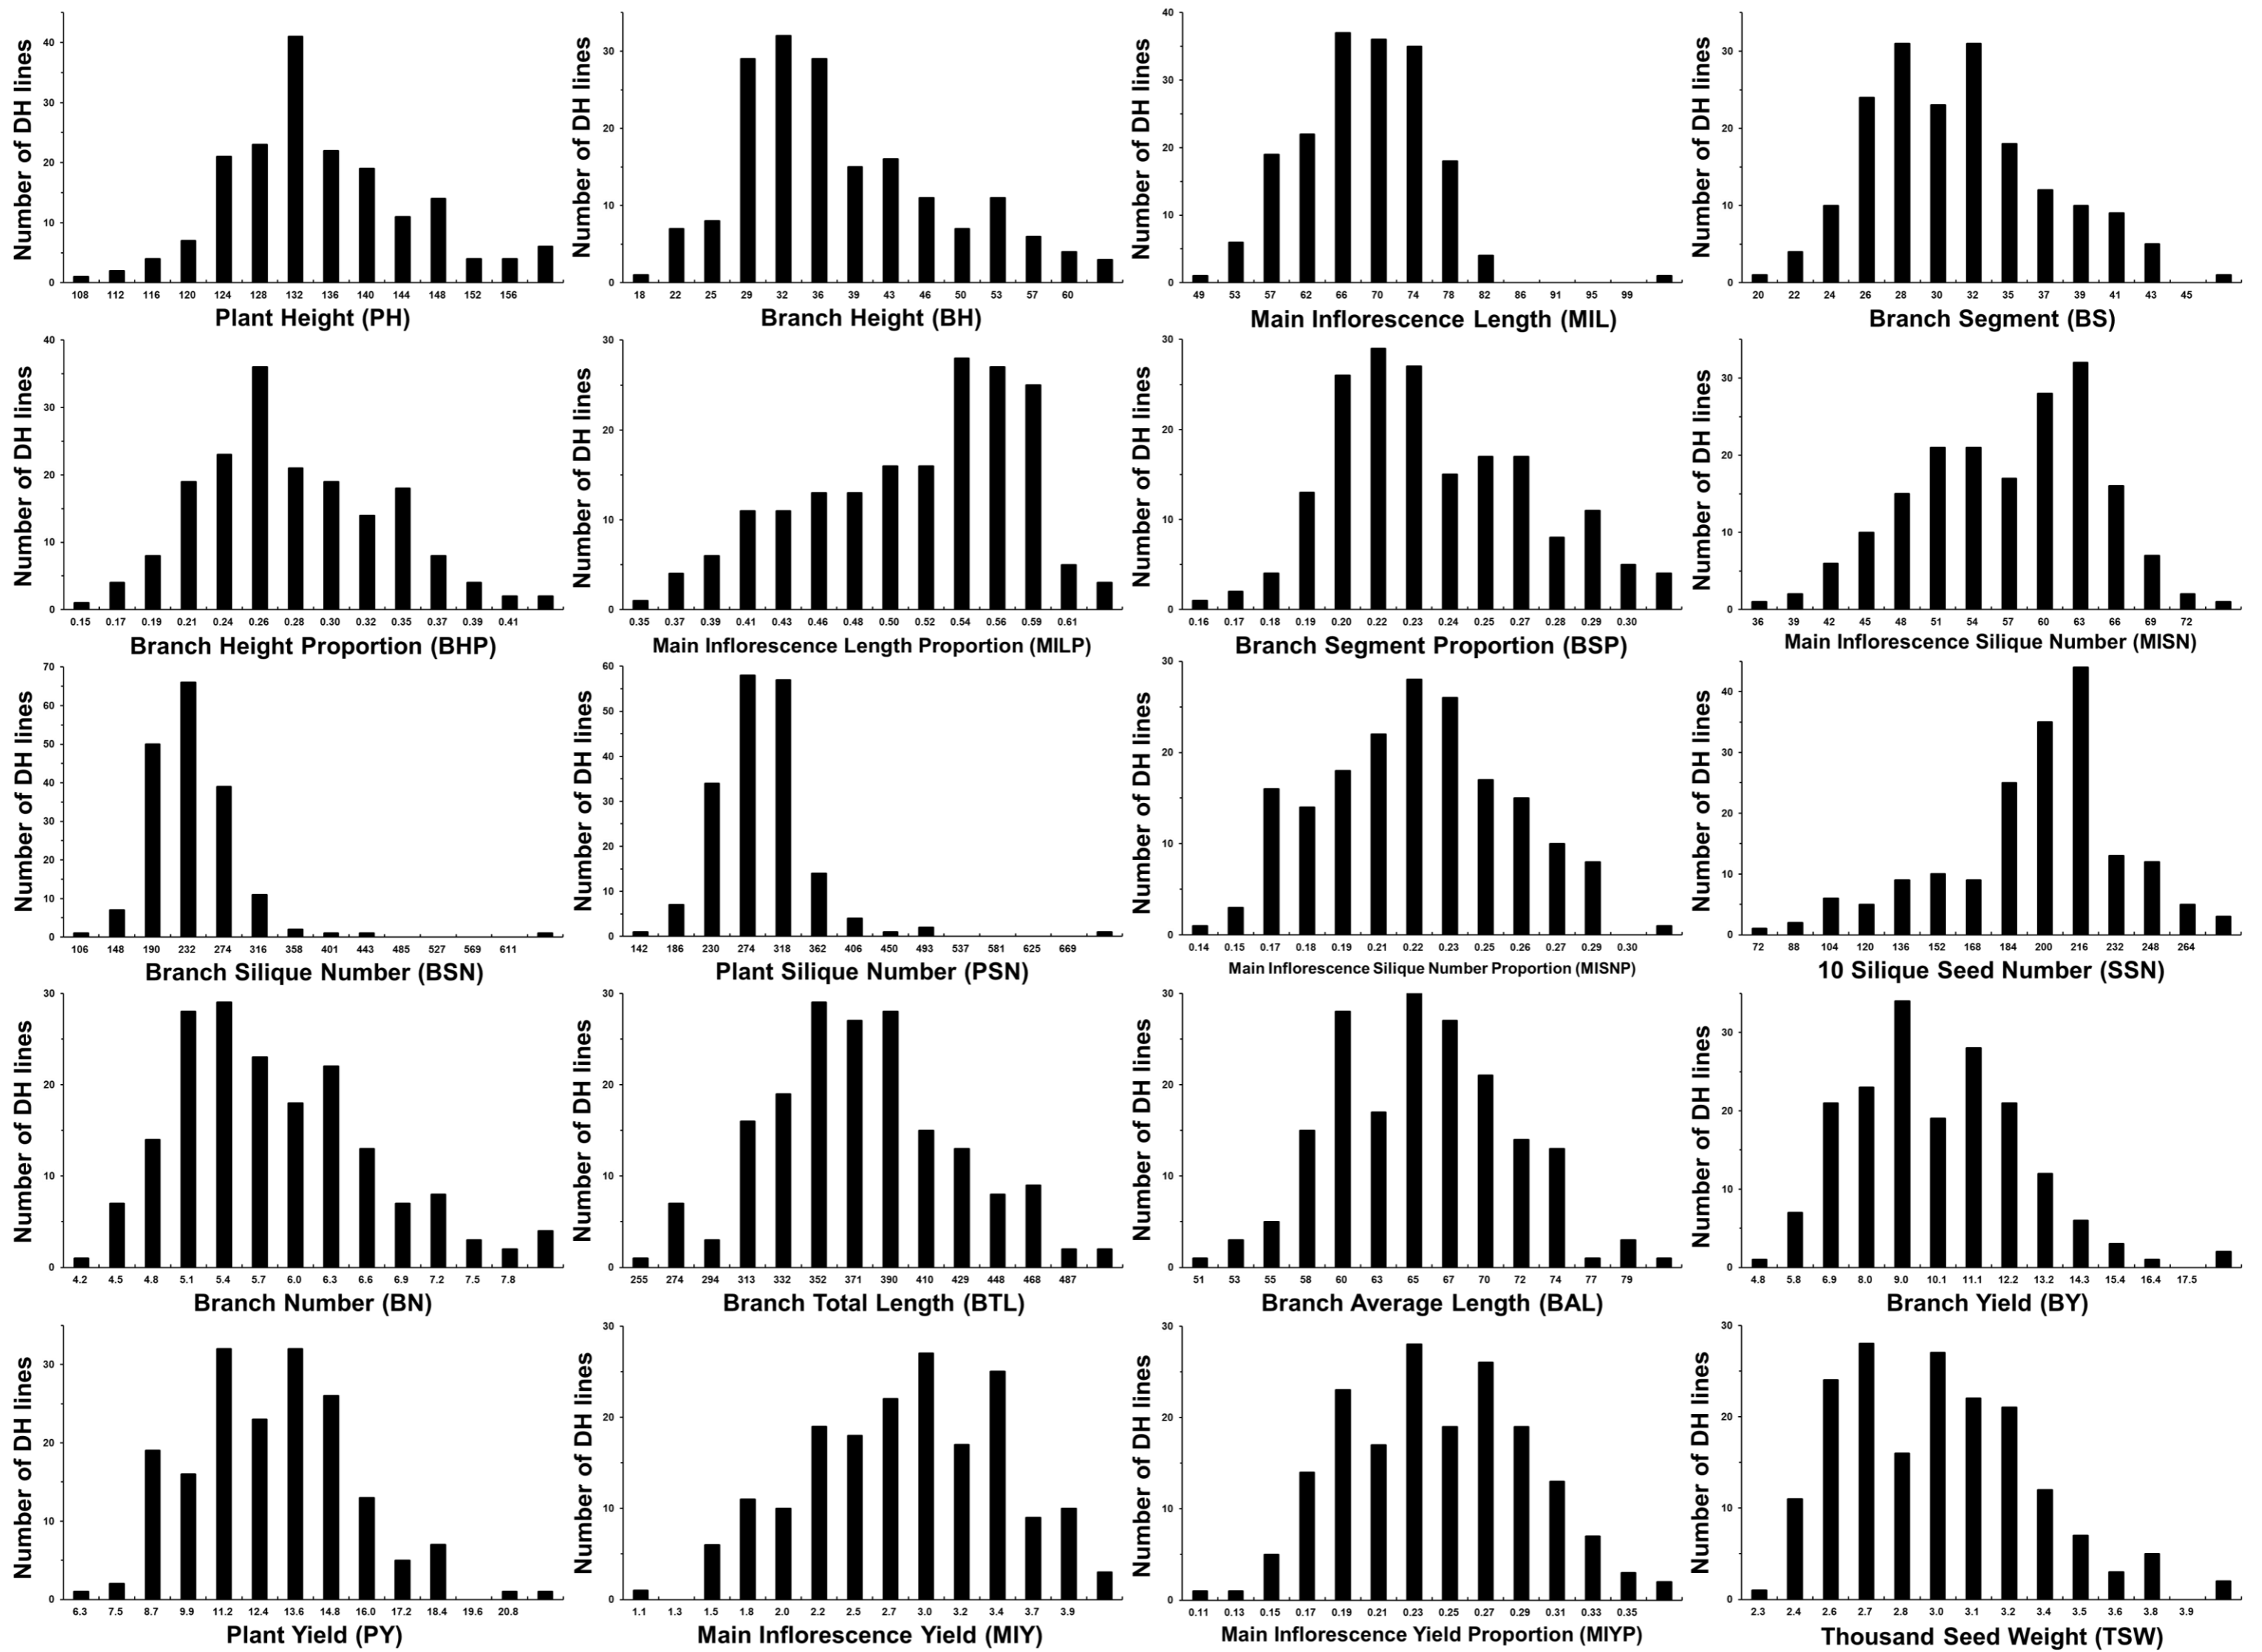 Number of DH lines
40
30
20
10
0
108 112 116 120 124 128 132 136 140 144 148 152 156
Plant Height (PH)
Number of DH lines
30
20
10
0
18 22 25 29 32 36 39 43 46 50 53 57 60
Branch Height (BH)
Number of DH lines
40
30
20
10
0
49 53 57 62 66 70 74 78 82 86 91 95 99
Main Inflorescence Length (MIL)
Number of DH lines
30
20
10
0
20 22 24 26 28 30 32 35 37 39 41 43 45
Branch Segment (BS)
Number of DH lines
40
30
20
10
0
0.15 0.17 0.19 0.21 0.24 0.26 0.28 0.30 0.32 0.35 0.37 0.39 0.41
Branch Height Proportion (BHP)
Number of DH lines
30
20
10
0
0.35 0.37 0.39 0.41 0.43 0.46 0.48 0.50 0.52 0.54 0.56 0.59 0.61
Main Inflorescence Length Proportion (MILP)
Number of DH lines
30
20
10
0
0.16 0.17 0.18 0.19 0.20 0.22 0.23 0.24 0.25 0.27 0.28 0.29 0.30
Branch Segment Proportion (BSP)
Number of DH lines
30
20
10
0
36 39 42 45 48 51 54 57 60 63 66 69 72
Main Inflorescence Silique Number (MISN)
Number of DH lines
70
60
50
40
30
20
10
0
106 148 190 232 274 316 358 401 443 485 527 569 611
Branch Silique Number (BSN)
Number of DH lines
60
50
40
30
20
10
0
142 186 230 274 318 362 406 450 493 537 581 625 669
Plant Silique Number (PSN)
Number of DH lines
30
20
10
0
0.14 0.15 0.17 0.18 0.19 0.21 0.22 0.23 0.25 0.26 0.27 0.29 0.30
Main Inflorescence Silique Number Proportion (MISNP)
Number of DH lines
40
30
20
10
0
72 88 104 120 136 152 168 184 200 216 232 248 264
10 Silique Seed Number (SSN)
Number of DH lines
30
20
10
0
4.2 4.5 4.8 5.1 5.4 5.7 6.0 6.3 6.6 6.9 7.2 7.5 7.8
Branch Number (BN)
Number of DH lines
30
20
10
0
255 274 294 313 332 352 371 390 410 429 448 468 487
Branch Total Length (BTL)
Number of DH lines
30
20
10
0
51 53 55 58 60 63 65 67 70 72 74 77 79
Branch Average Length (BAL)
Number of DH lines
30
20
10
0
4.8 5.8 6.9 8.0 9.0 10.1 11.1 12.2 13.2 14.3 15.4 16.4 17.5
Branch Yield (BY)
Number of DH lines
30
20
10
0
6.3 7.5 8.7 9.9 11.2 12.4 13.6 14.8 16.0 17.2 18.4 19.6 20.8
Plant Yield (PY)
Number of DH lines
30
20
10
0
1.1 1.3 1.5 1.8 2.0 2.2 2.5 2.7 3.0 3.2 3.4 3.7 3.9
Main Inflorescence Yield (MIY)
Number of DH lines
30
20
10
0
0.11 0.13 0.15 0.17 0.19 0.21 0.23 0.25 0.27 0.29 0.31 0.33 0.35
Main Inflorescence Yield Proportion (MIYP)
Number of DH lines
30
20
10
0
2.3 2.4 2.6 2.7 2.8 3.0 3.1 3.2 3.4 3.5 3.6 3.8 3.9
Thousand Seed Weight (TSW)